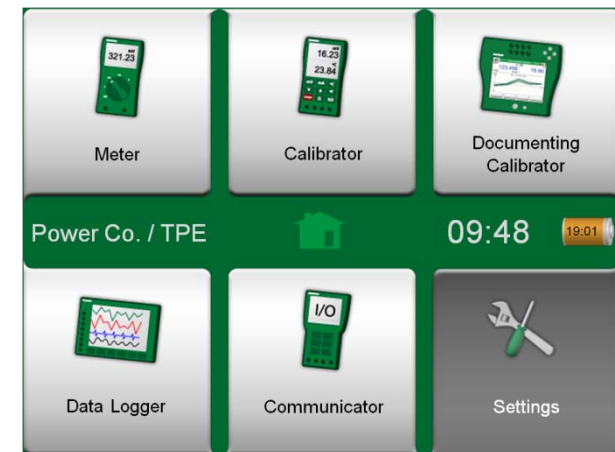 321.23
16.23
23.84
Meter
Calibrator
Documenting
Calibrator
Power Co. / TPE
09:48
19:01
I/O
Data Logger
Communicator
Settings